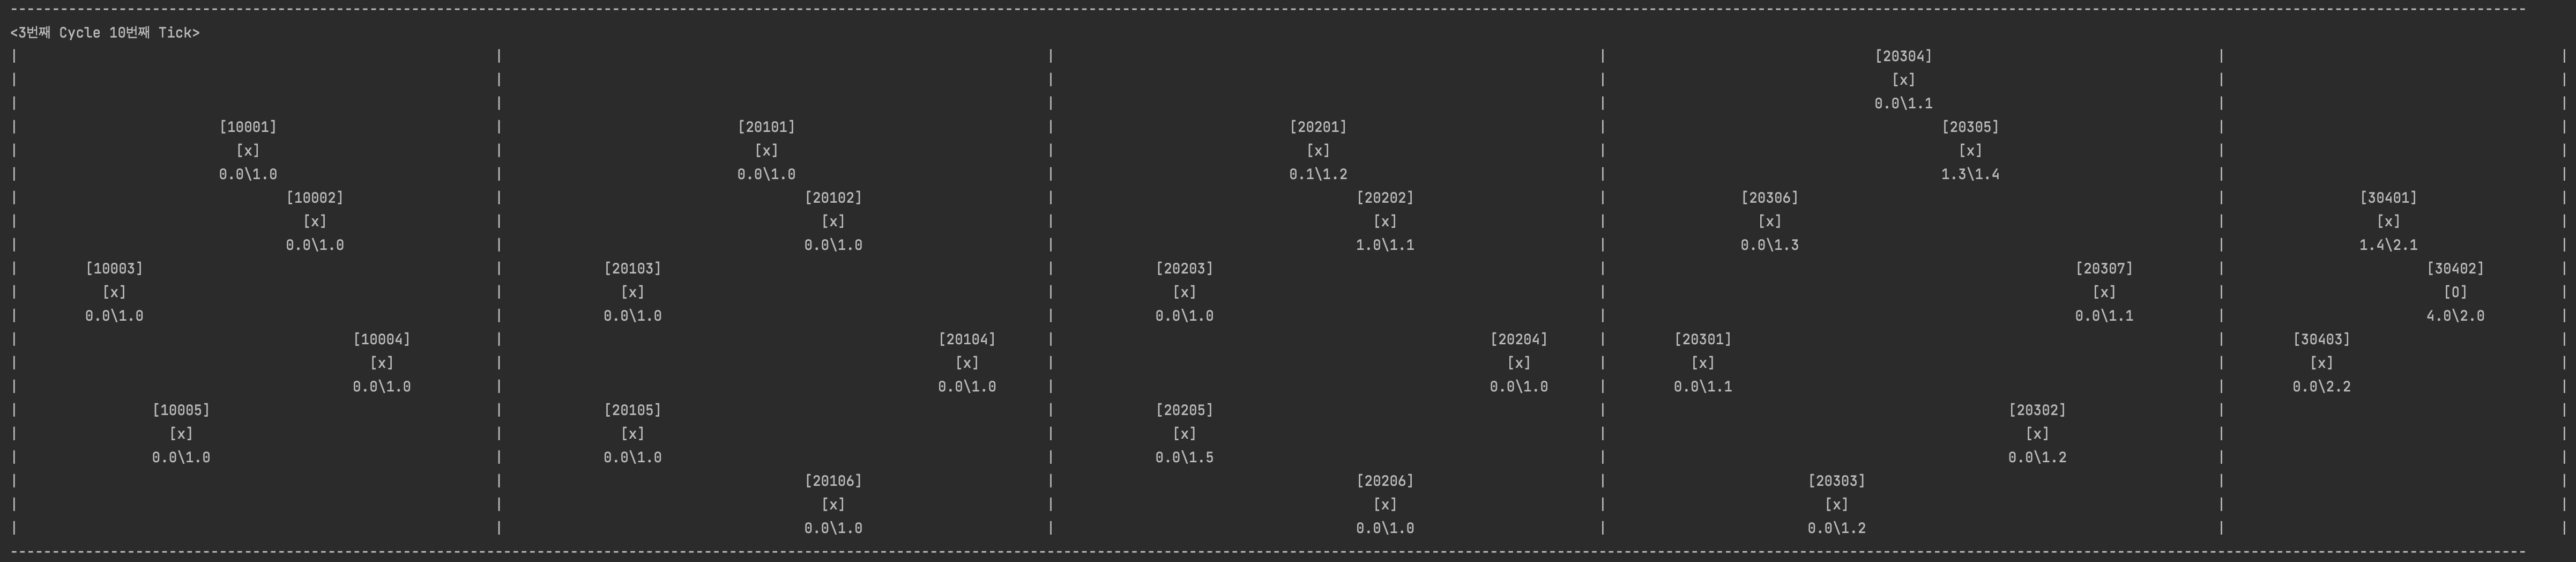 <3번째 Cycle 10번째 Tick>
| | | | [20304] | |
| | | | [x] | |
| | | | 0.0\1.1 | |
| [10001] | [20101] | [20201] | [20305] | |
| [x] | [x] | [x] | [x] | |
| 0.0\1.0 | 0.0\1.0 | 0.1\1.2 | 1.3\1.4 | |
| [10002] | [20102] | [20202] | [20306] | [30401] |
| [x] | [x] | [x] | [x] | [x] |
| 0.0\1.0 | 0.0\1.0 | 1.0\1.1 | 0.0\1.3 | 1.4\2.1 |
| [10003] | [20103] | [20203] | [20307] | [30402] |
| [x] | [x] | [x] | [x] | [O] |
| 0.0\1.0 | 0.0\1.0 | 0.0\1.0 | 0.0\1.1 | 4.0\2.0 |
| [10004] | [20104] | [20204] | [20301] | [30403] |
| [x] | [x] | [x] | [x] | [x] |
| 0.0\1.0 | 0.0\1.0 | 0.0\1.0 | 0.0\1.1 | 0.0\2.2 |
| [10005] | [20105] | [20205] | [20302] | |
| [x] | [x] | [x] | [x] | |
| 0.0\1.0 | 0.0\1.0 | 0.0\1.5 | 0.0\1.2 | |
| | [20106] | [20206] | [20303] | |
| | [x] | [x] | [x] | |
| | 0.0\1.0 | 0.0\1.0 | 0.0\1.2 | |